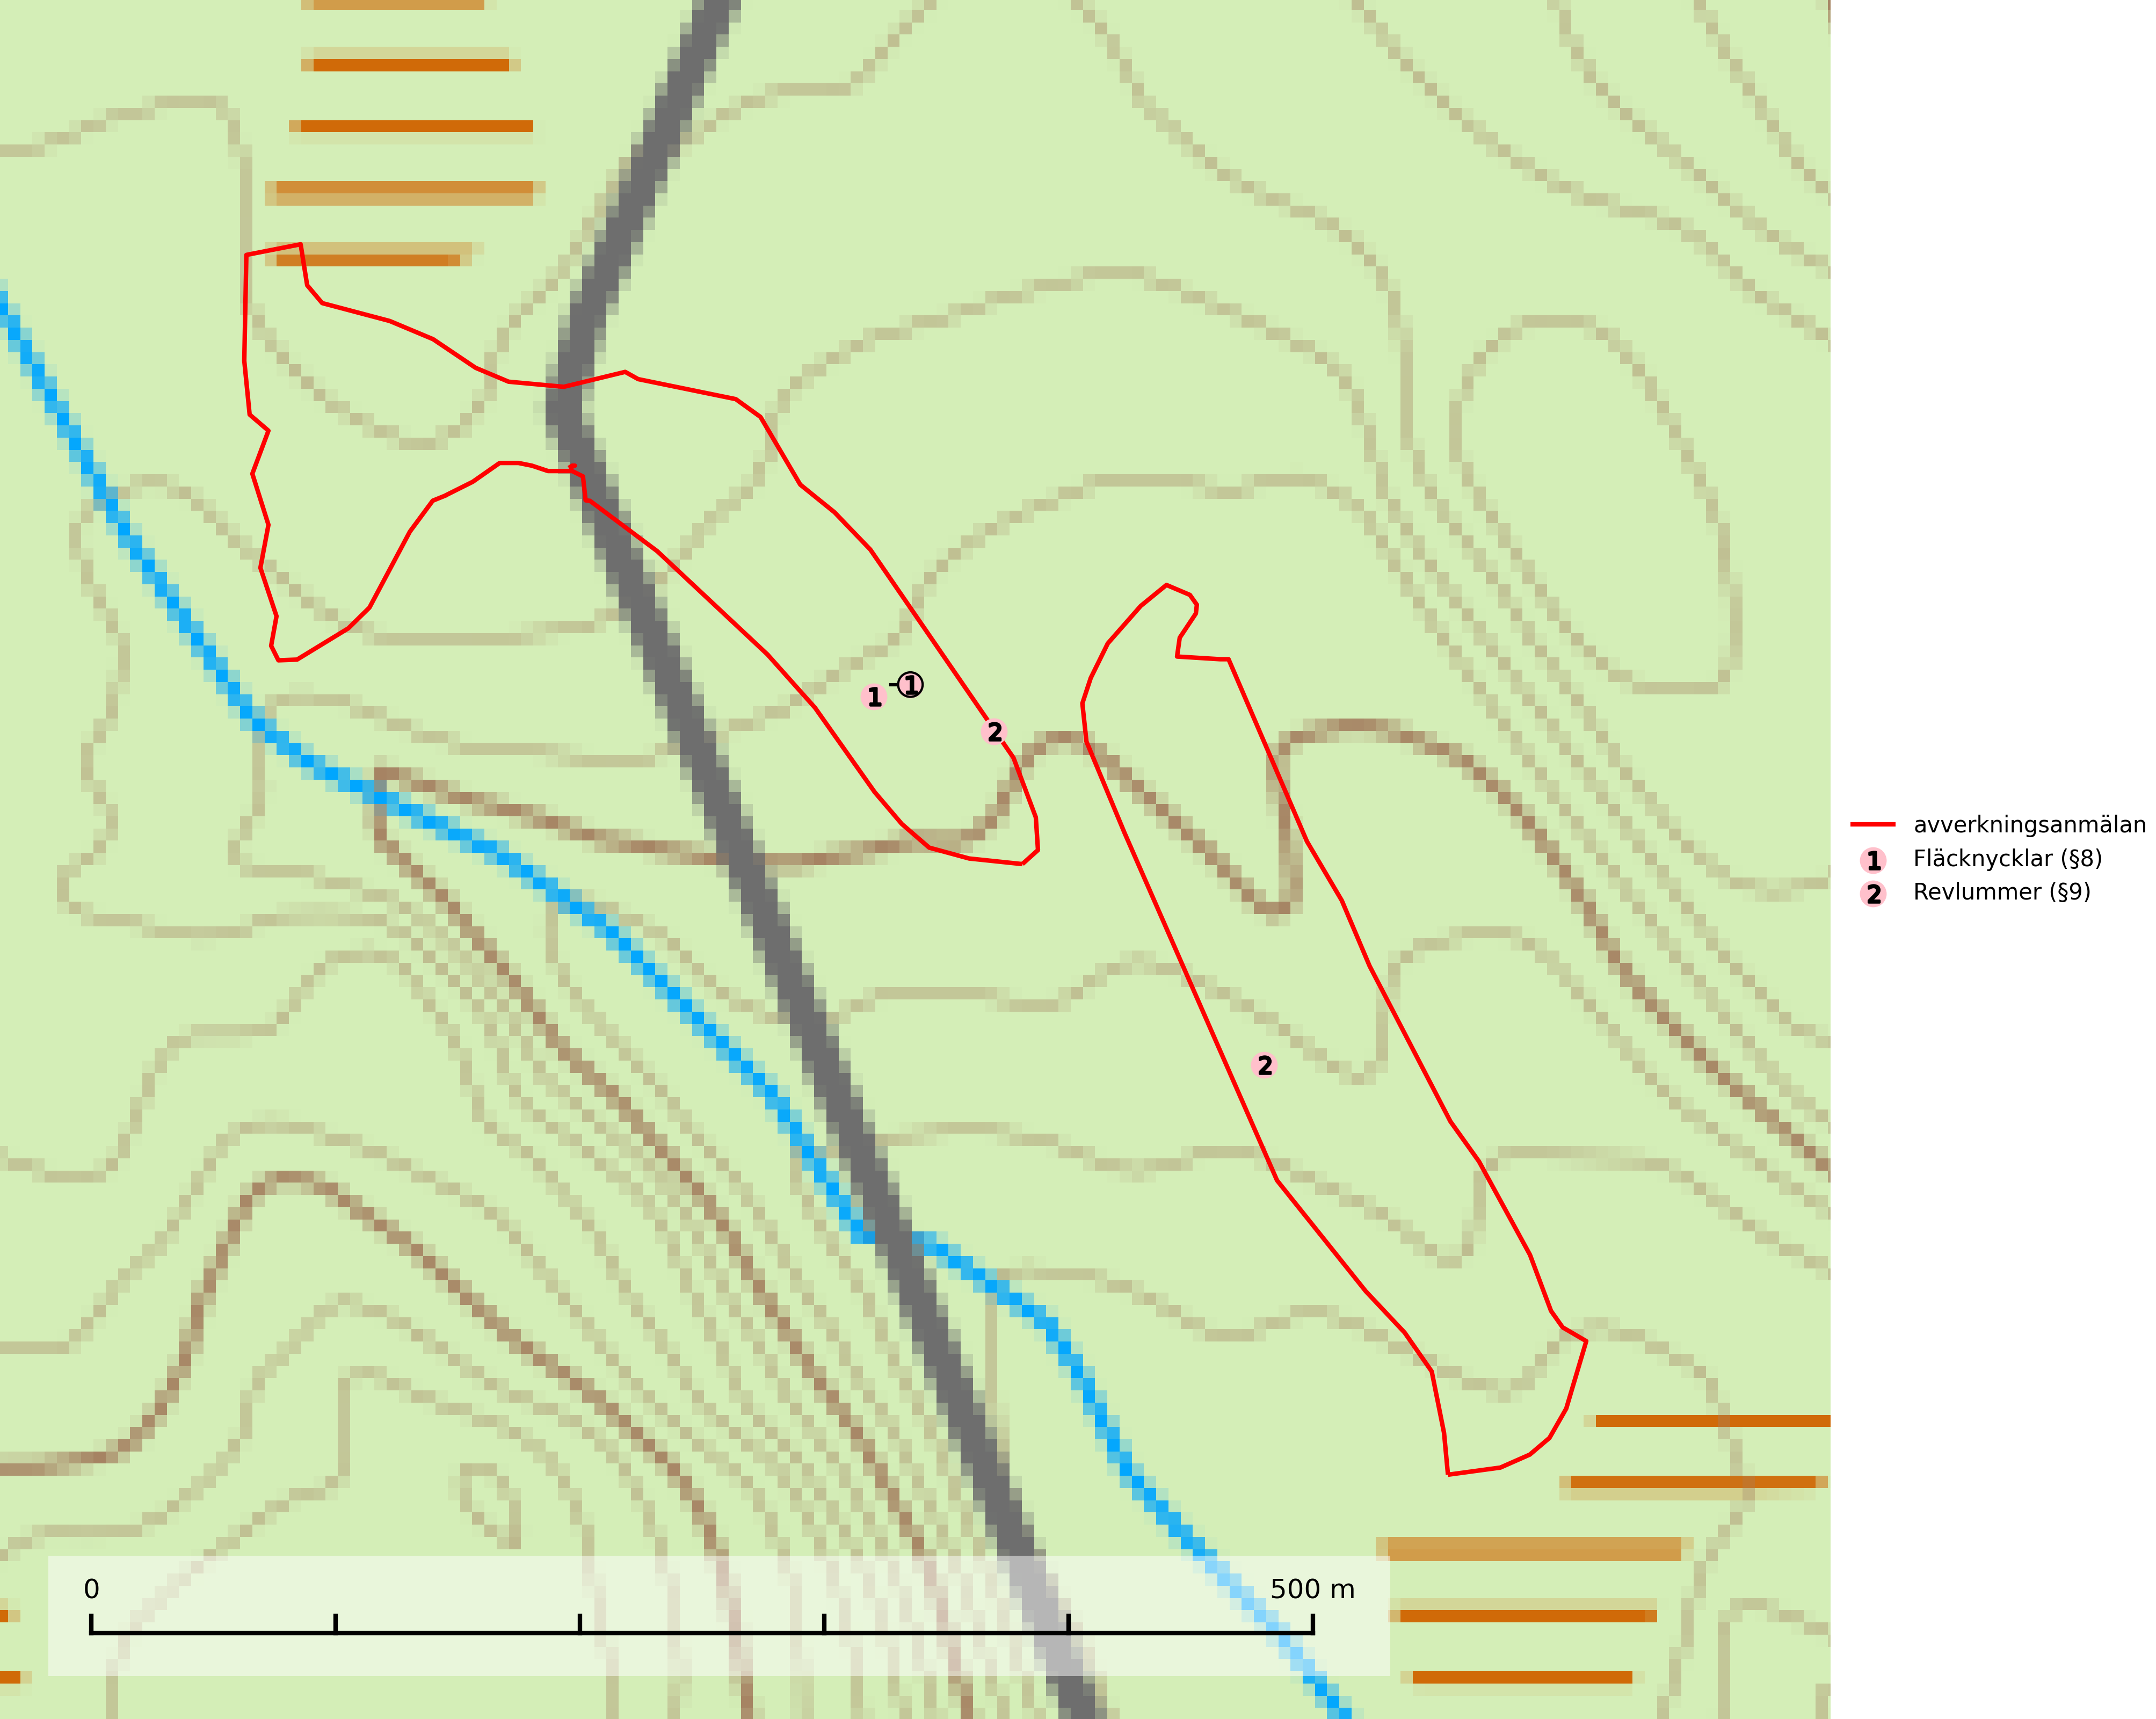 1
1
2
2
avverkningsanmälan
1 Fläcknycklar (§8)
2 Revlummer (§9)
0 500 m